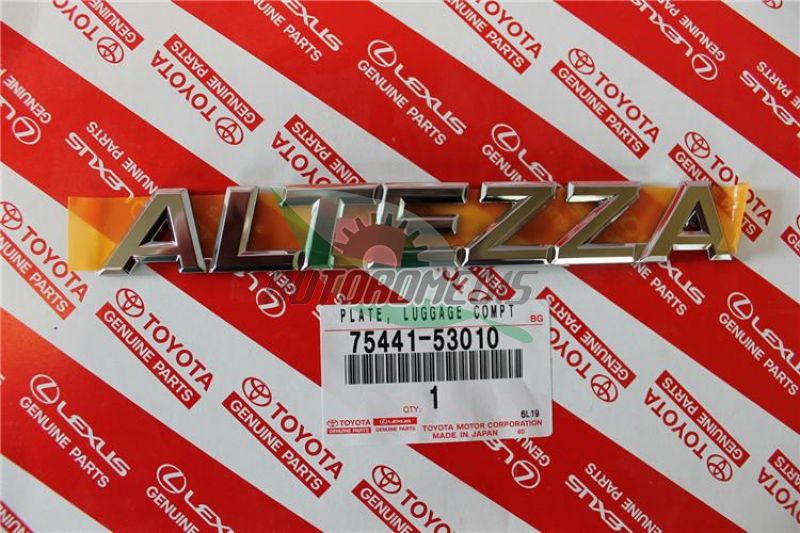 ALTEZZA
AUTODROMEUS
PLATE, LUGGAGE COMPT
BG
75441-53010
1
QTY:
6L19
TOYOTA LEXUS TOYOTA MOTOR CORPORATION
GENUINE PARTS GENUINE PARTS MADE IN JAPAN 40
TOYOTA
GENUINE PARTS
LEXUS
GENUINE PARTS